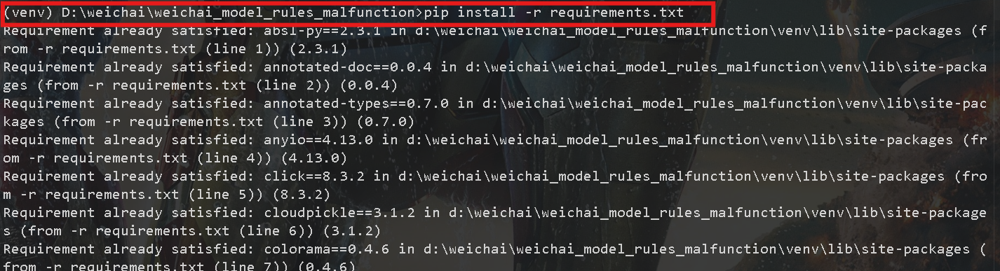 (venv) D:\weichai\weichai_model_rules_malfunction>pip install -r requirements.txt
Requirement already satisfied: absl-py==2.3.1 in d:\weichai\weichai_model_rules_malfunction\venv\lib\site-packages (f
rom -r requirements.txt (line 1)) (2.3.1)
Requirement already satisfied: annotated-doc==0.0.4 in d:\weichai\weichai_model_rules_malfunction\venv\lib\site-packa
ges (from -r requirements.txt (line 2)) (0.0.4)
Requirement already satisfied: annotated-types==0.7.0 in d:\weichai\weichai_model_rules_malfunction\venv\lib\site-pac
kages (from -r requirements.txt (line 3)) (0.7.0)
Requirement already satisfied: anyio==4.13.0 in d:\weichai\weichai_model_rules_malfunction\venv\lib\site-packages (fr
om -r requirements.txt (line 4)) (4.13.0)
Requirement already satisfied: click==8.3.2 in d:\weichai\weichai_model_rules_malfunction\venv\lib\site-packages (fro
m -r requirements.txt (line 5)) (8.3.2)
Requirement already satisfied: cloudpickle==3.1.2 in d:\weichai\weichai_model_rules_malfunction\venv\lib\site-package
s (from -r requirements.txt (line 6)) (3.1.2)
Requirement already satisfied: colorama==0.4.6 in d:\weichai\weichai_model_rules_malfunction\venv\lib\site-packages (
from -r requirements.txt (line 7)) (0.4.6)